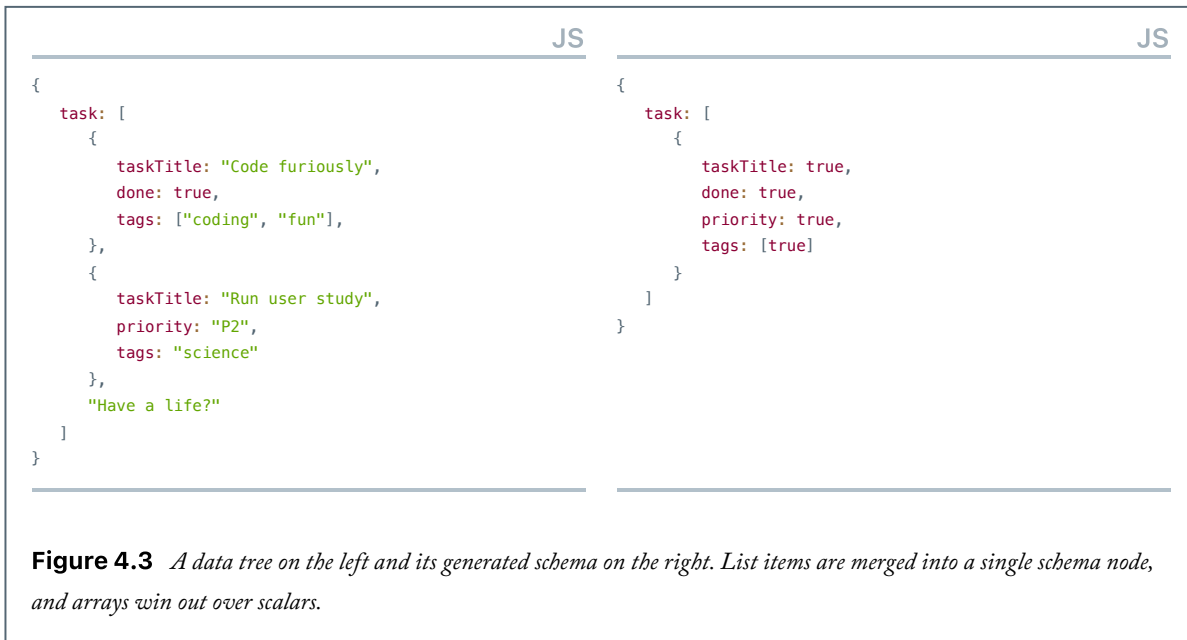 JS
{
   task: [
      {
         taskTitle: "Code furiously",
         done: true,
         tags: ["coding", "fun"],
      },
      {
         taskTitle: "Run user study",
         priority: "P2",
         tags: "science"
      },
      "Have a life?"
   ]
}
JS
{
   task: [
      {
         taskTitle: true,
         done: true,
         priority: true,
         tags: [true]
      }
   ]
}
Figure 4.3 A data tree on the left and its generated schema on the right. List items are merged into a single schema node,
and arrays win out over scalars.